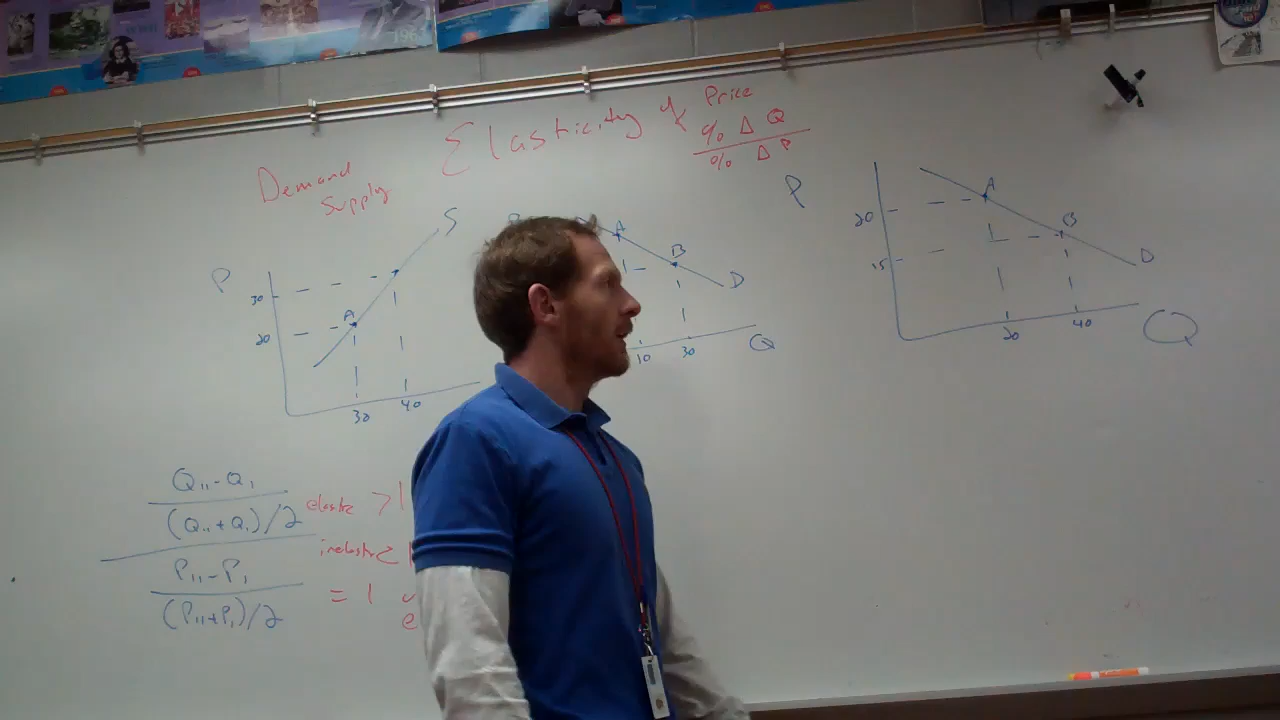 1964
Elasticity of Price
% Δ Q
% Δ P
Demand
Supply
P
30
20
A
S
30
40
A
B
D
10
30
Q
P
20
15
A
B
D
20
40
Q
Q11-Q1
(Q11+Q1)/2
P11-P1
(P11+P1)/2
elastic >1
inelastic <
= 1